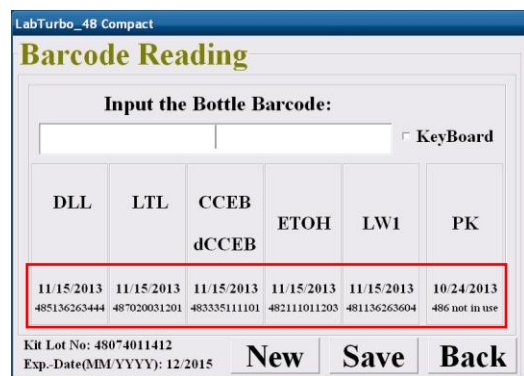 LabTurbo_48 Compact
Barcode Reading
Input the Bottle Barcode:
KeyBoard
DLL LTL CCEB dCCEB ETOH LW1 PK
11/15/2013 11/15/2013 11/15/2013 11/15/2013 11/15/2013 10/24/2013
485136263444 487020031201 483335111101 482111011203 481136263604 486 not in use
Kit Lot No: 48074011412
Exp.-Date(MM/YYYY): 12/2015
New Save Back